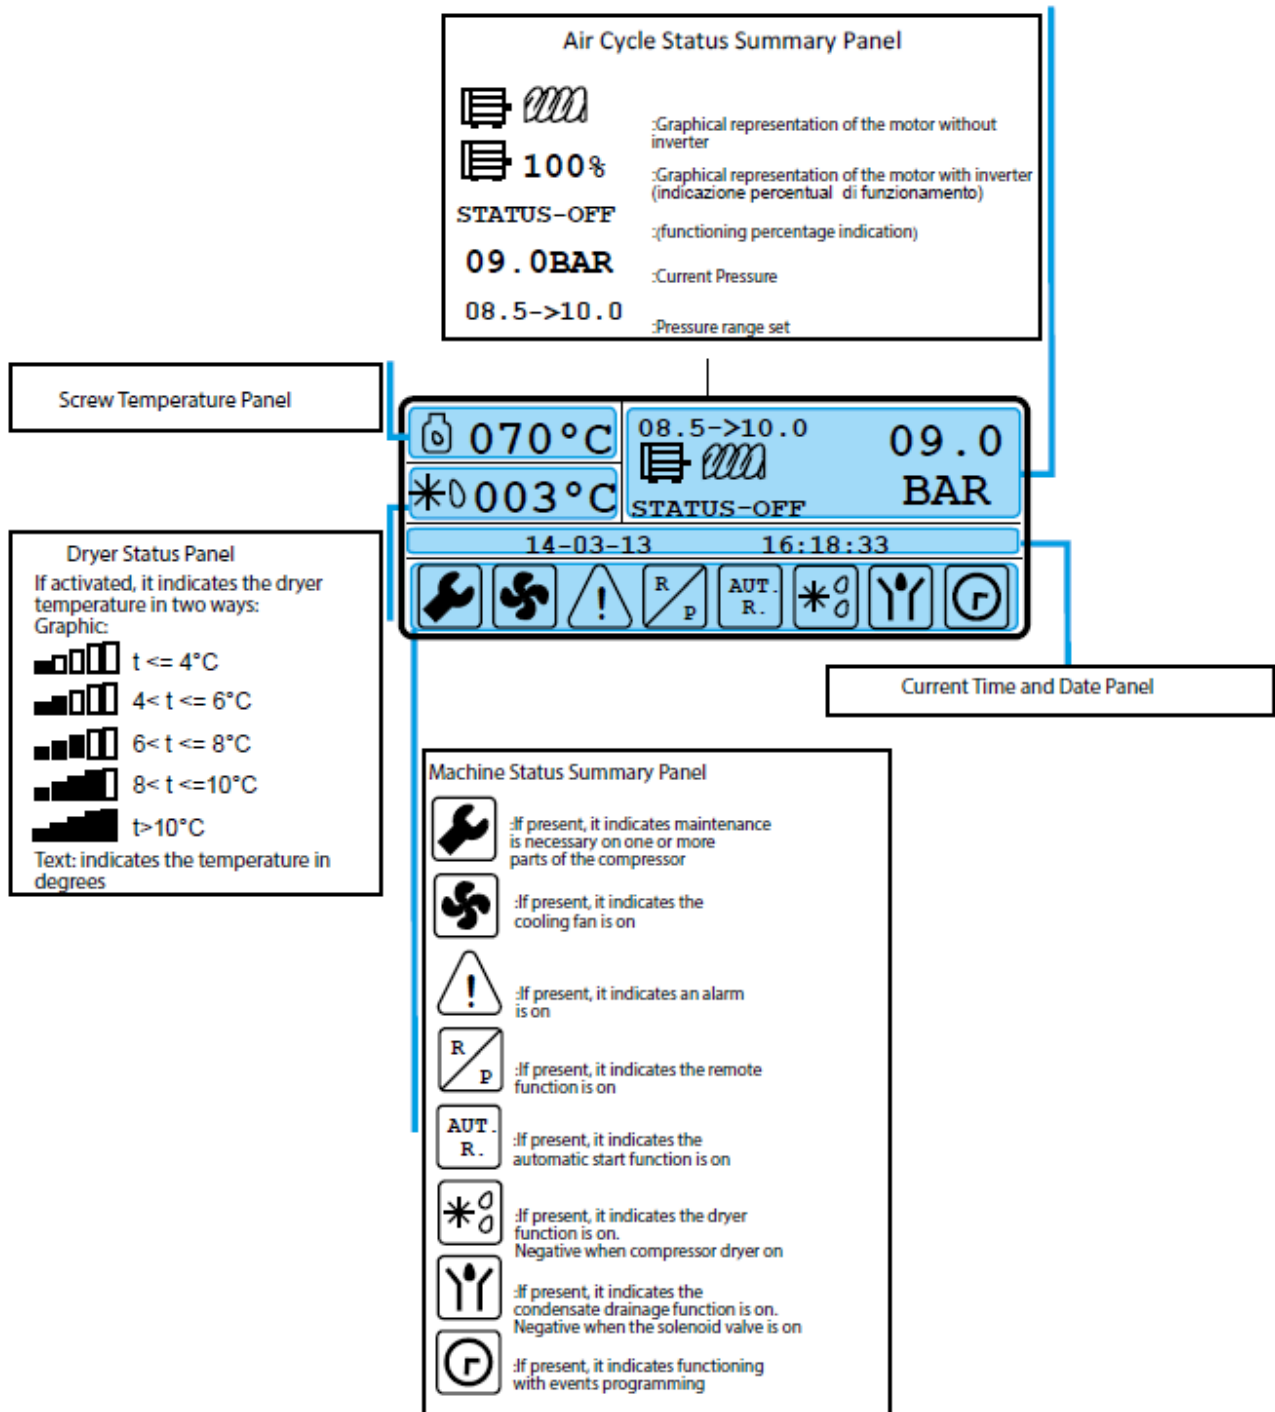 Air Cycle Status Summary Panel
:Graphical representation of the motor without
inverter
100%
:Graphical representation of the motor with inverter
(indicazione percentual di funzionamento)
STATUS-OFF
:(functioning percentage indication)
09.0BAR
:Current Pressure
08.5->10.0
:Pressure range set
Screw Temperature Panel
070°C
003°C
08.5->10.0
09.0
BAR
STATUS-OFF
14-03-13 16:18:33
R/P
AUT.
R.
Dryer Status Panel
If activated, it indicates the dryer
temperature in two ways:
Graphic:
t <= 4°C
4< t <= 6°C
6< t <= 8°C
8< t <=10°C
t>10°C
Text: indicates the temperature in
degrees
Current Time and Date Panel
Machine Status Summary Panel
:If present, it indicates maintenance
is necessary on one or more
parts of the compressor
:If present, it indicates the
cooling fan is on
!
:If present, it indicates an alarm
is on
R/P
:If present, it indicates the remote
function is on
AUT.
R.
:If present, it indicates the
automatic start function is on
:If present, it indicates the dryer
function is on.
Negative when compressor dryer on
:If present, it indicates the
condensate drainage function is on.
Negative when the solenoid valve is on
:If present, it indicates functioning
with events programming